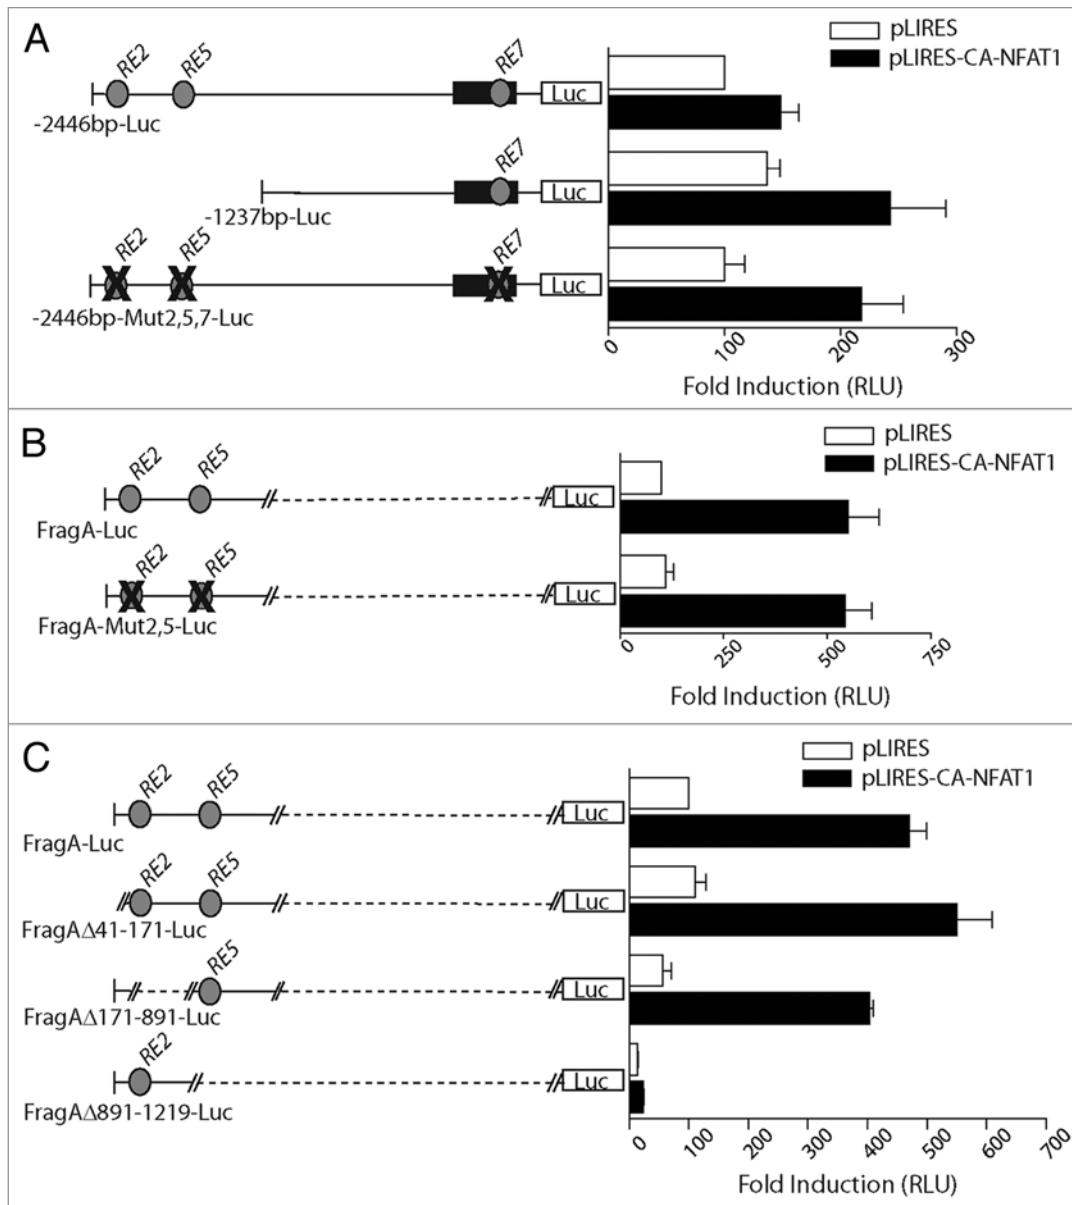 A
pLIRES
pLIRES-CA-NFAT1
RE2
RE5
RE7
Luc
-2446bp-Luc
RE7
Luc
-1237bp-Luc
RE2
RE5
RE7
Luc
-2446bp-Mut2,5,7-Luc
0
100
200
300
Fold Induction (RLU)
B
pLIRES
pLIRES-CA-NFAT1
RE2
RE5
Luc
FragA-Luc
RE2
RE5
Luc
FragA-Mut2,5-Luc
0
250
500
750
Fold Induction (RLU)
C
pLIRES
pLIRES-CA-NFAT1
RE2
RE5
Luc
FragA-Luc
RE2
RE5
Luc
FragAΔ41-171-Luc
RE5
Luc
FragAΔ171-891-Luc
RE2
Luc
FragAΔ891-1219-Luc
0
100
200
300
400
500
600
700
Fold Induction (RLU)